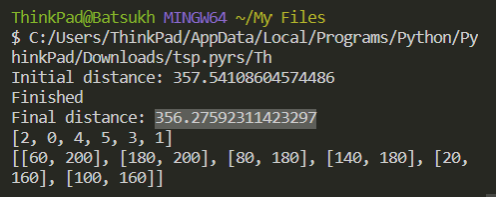 ThinkPad@Batsukh MINGW64 ~/My Files
$ C:/Users/ThinkPad/AppData/Local/Programs/Python/Py
hinkPad/Downloads/tsp.pyrs/Th
Initial distance: 357.54108604574486
Finished
Final distance: 356.27592311423297
[2, 0, 4, 5, 3, 1]
[[60, 200], [180, 200], [80, 180], [140, 180], [20,
160], [100, 160]]